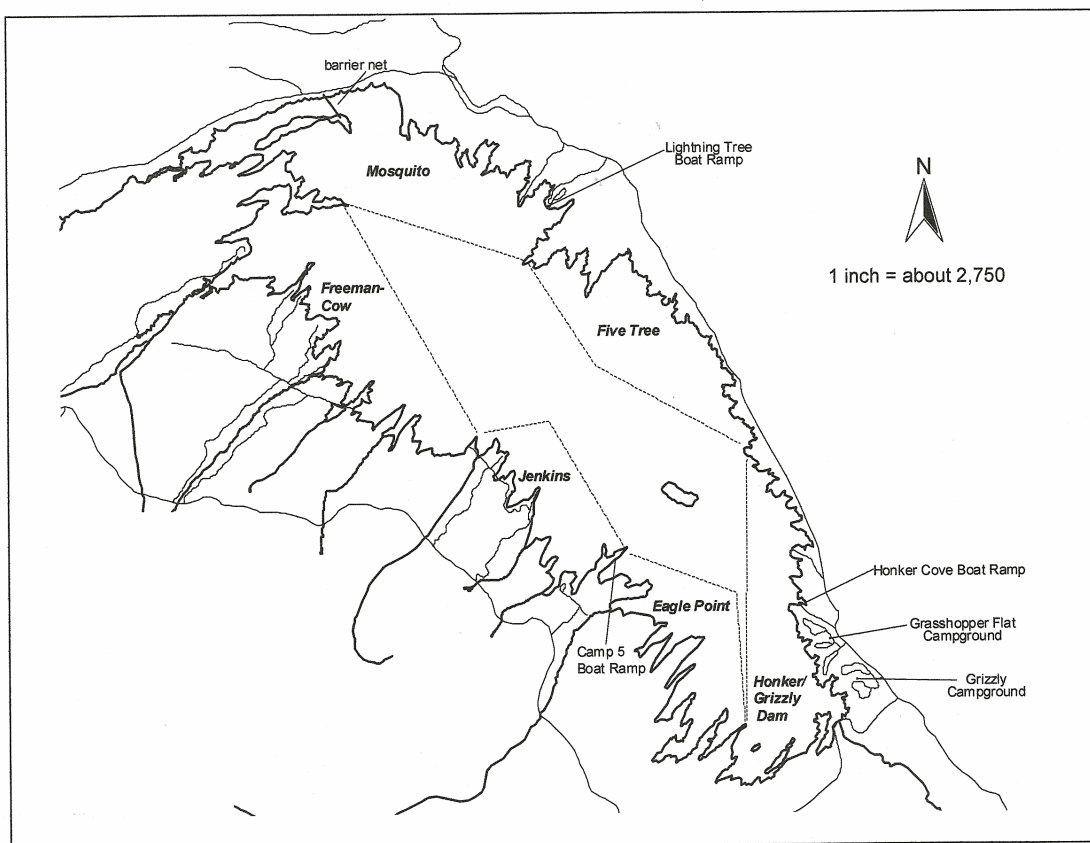 barrier net
Mosquito
Lightning Tree
Boat Ramp
N
1 inch = about 2,750
Freeman-
Cow
Five Tree
Jenkins
Honker Cove Boat Ramp
Eagle Point
Grasshopper Flat
Campground
Camp 5
Boat Ramp
Honker/
Grizzly
Dam
Grizzly
Campground